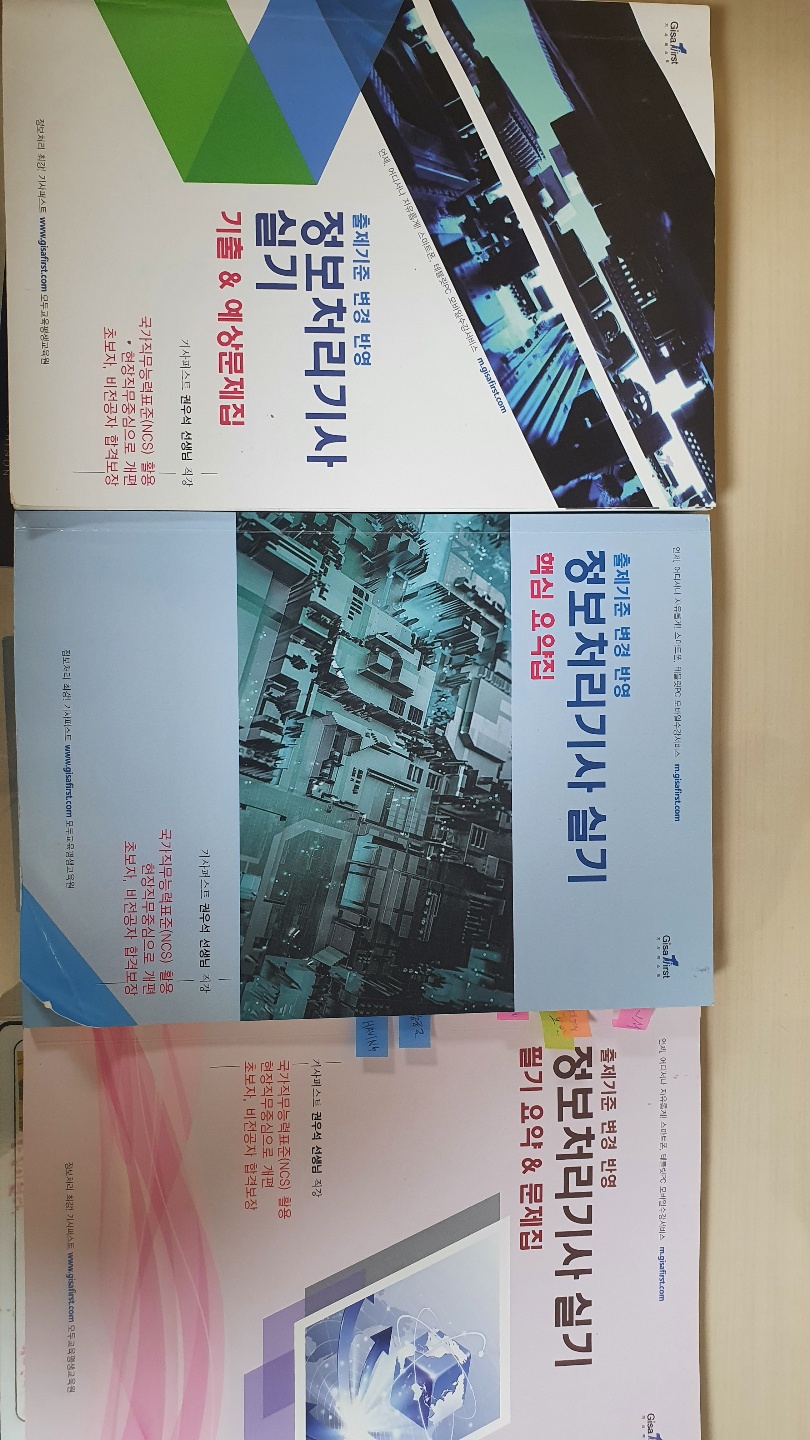 Gisa 1 first
기사퍼스트
언제, 어디서나 자유롭게! 스마트폰, 테블릿PC 모바일수강서비스 m.gisafirst.com
출제기준 변경 반영
정보처리기사
실기
기출 & 예상문제집
기사퍼스트 권우석 선생님 직강
국가직무능력표준(NCS) 활용
현장직무중심으로 개편
초보자, 비전공자 합격보장
정보처리 최강! 기사퍼스트 www.gisafirst.com 모두교육평생교육원
언제, 어디서나 자유롭게! 스마트폰, 테블릿PC 모바일수강서비스 m.gisafirst.com
Gisa 1 first
기사퍼스트
출제기준 변경 반영
정보처리기사 실기
핵심 요약집
기사퍼스트 권우석 선생님 직강
국가직무능력표준(NCS) 활용
현장직무중심으로 개편
초보자, 비전공자 합격보장
정보처리 최강! 기사퍼스트 www.gisafirst.com 모두교육평생교육원
언제, 어디서나 자유롭게! 스마트폰, 테블릿PC 모바일수강서비스 m.gisafirst.com
Gisa 1
출제기준 변경 반영
정보처리기사 실기
필기 요약 & 문제집
HAVING
기사퍼스트 권우석 선생님 직강
국가직무능력표준(NCS) 활용
현장직무중심으로 개편
초보자, 비전공자 합격보장
정보처리 최강! 기사퍼스트 www.gisafirst.com 모두교육평생교육원